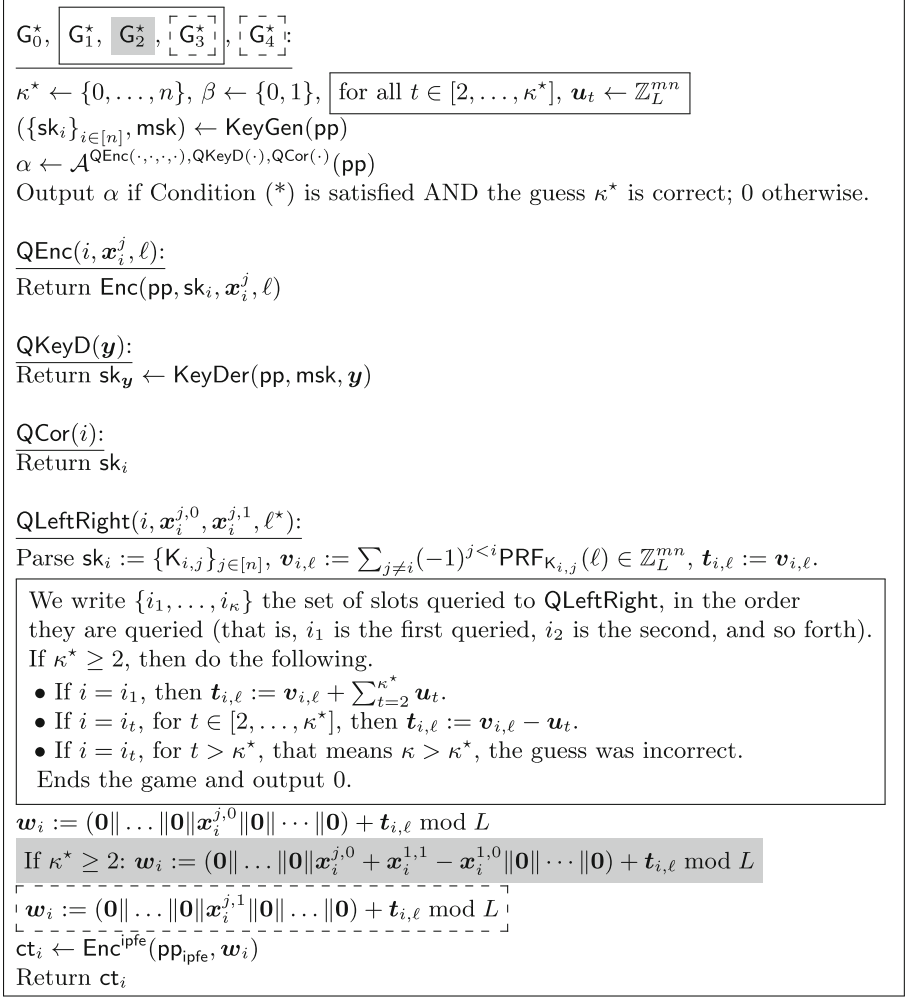 G₀*, G₁*, G₂*, G₃*, G₄*:
κ* ← {0, . . . , n}, β ← {0, 1}, for all t ∈ [2, . . . , κ*], 𝒖ₜ ← ℤ_L^{mn}
({sk_i}_{i∈[n]}, msk) ← KeyGen(pp)
α ← 𝒜^{QEnc(·,·,·,·),QKeyD(·),QCor(·)}(pp)
Output α if Condition (*) is satisfied AND the guess κ* is correct; 0 otherwise.
QEnc(i, 𝒙_i^j, ℓ):
Return Enc(pp, sk_i, 𝒙_i^j, ℓ)
QKeyD(𝒚):
Return sk_𝒚 ← KeyDer(pp, msk, 𝒚)
QCor(i):
Return sk_i
QLeftRight(i, 𝒙_i^{j,0}, 𝒙_i^{j,1}, ℓ*):
Parse sk_i := {K_{i,j}}_{j∈[n]}, 𝒗_{i,ℓ} := ∑_{j≠i}(−1)^{j<i}PRF_{K_{i,j}}(ℓ) ∈ ℤ_L^{mn}, 𝒕_{i,ℓ} := 𝒗_{i,ℓ}.
We write {i₁, . . . , i_κ} the set of slots queried to QLeftRight, in the order
they are queried (that is, i₁ is the first queried, i₂ is the second, and so forth).
If κ* ≥ 2, then do the following.
• If i = i₁, then 𝒕_{i,ℓ} := 𝒗_{i,ℓ} + ∑_{t=2}^{κ*} 𝒖_t.
• If i = i_t, for t ∈ [2, . . . , κ*], then 𝒕_{i,ℓ} := 𝒗_{i,ℓ} − 𝒖_t.
• If i = i_t, for t > κ*, that means κ > κ*, the guess was incorrect.
Ends the game and output 0.
𝒘_i := (𝟎‖ . . . ‖𝟎‖𝒙_i^{j,0}‖𝟎‖ · · · ‖𝟎) + 𝒕_{i,ℓ} mod L
If κ* ≥ 2: 𝒘_i := (𝟎‖ . . . ‖𝟎‖𝒙_i^{j,0} + 𝒙_i^{1,1} − 𝒙_i^{1,0}‖𝟎‖ · · · ‖𝟎) + 𝒕_{i,ℓ} mod L
𝒘_i := (𝟎‖ . . . ‖𝟎‖𝒙_i^{j,1}‖𝟎‖ . . . ‖𝟎) + 𝒕_{i,ℓ} mod L
ct_i ← Enc^{ipfe}(pp_{ipfe}, 𝒘_i)
Return ct_i